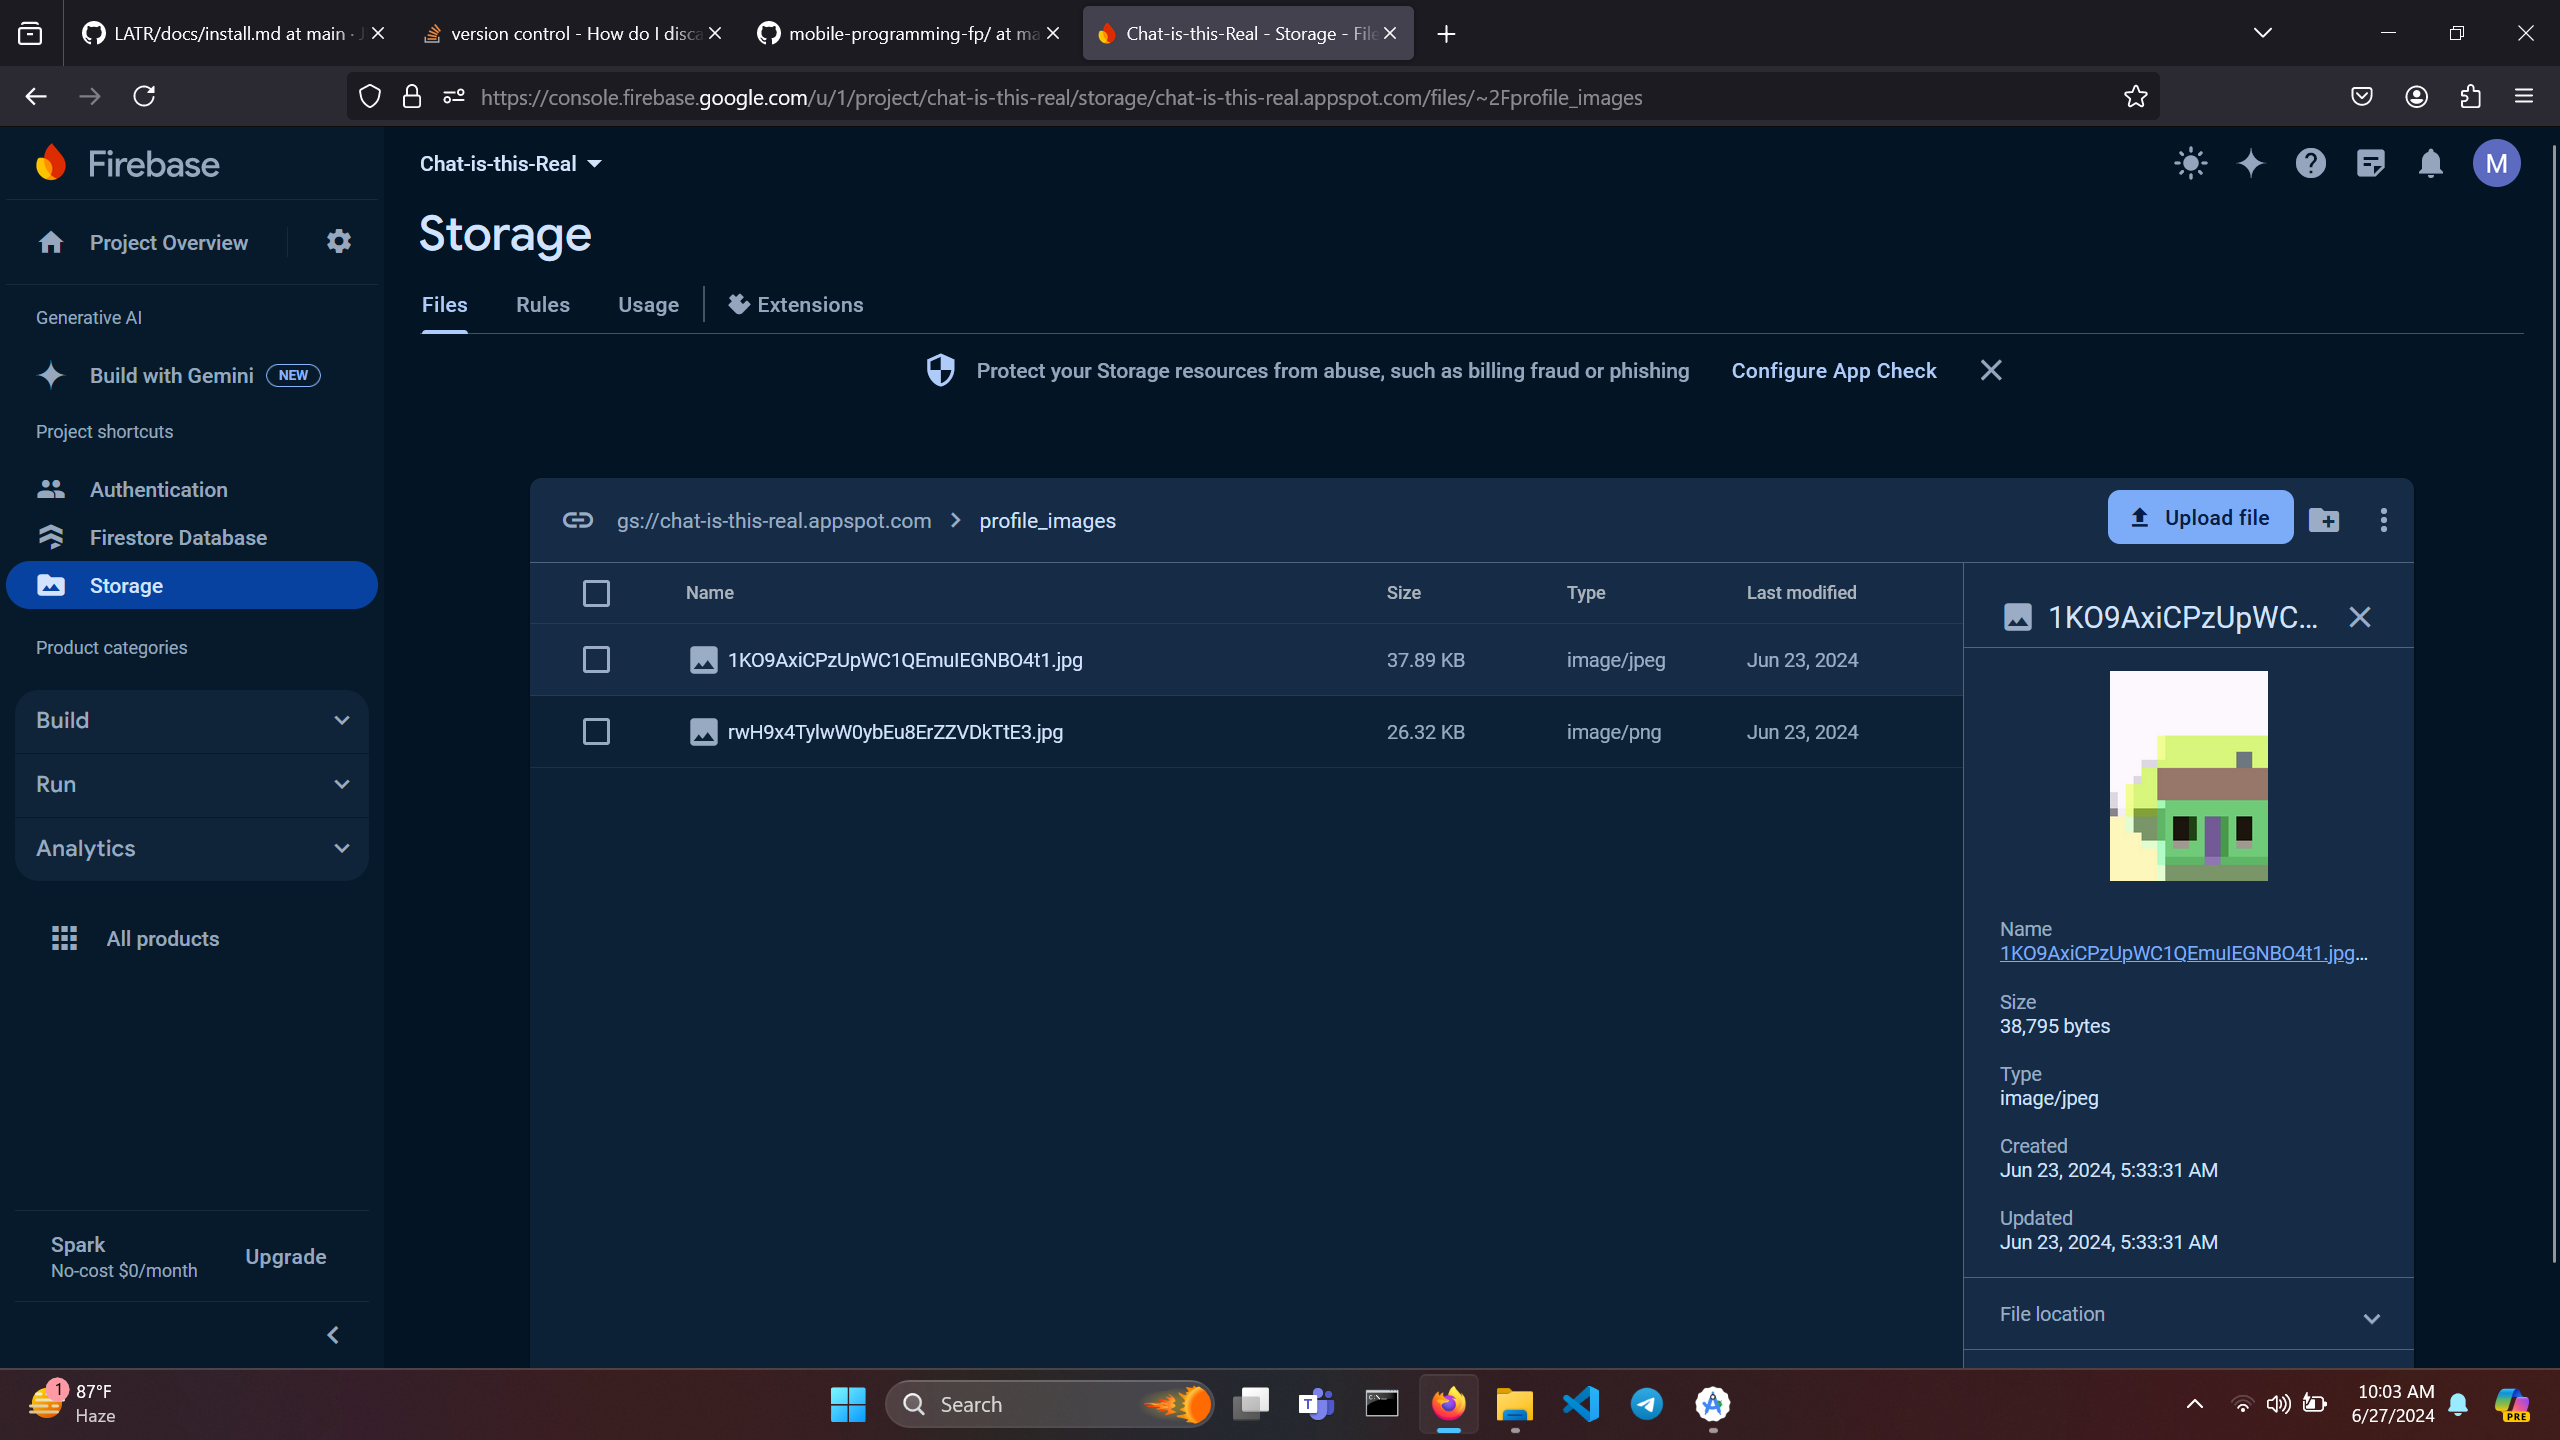 LATR/docs/install.md at main · J
version control - How do I disca
mobile-programming-fp/ at ma
Chat-is-this-Real - Storage - File
https://console.firebase.google.com/u/1/project/chat-is-this-real/storage/chat-is-this-real.appspot.com/files/~2Fprofile_images
Firebase
Chat-is-this-Real
M
Project Overview
Storage
Files
Rules
Usage
Extensions
Generative AI
Build with Gemini NEW
Protect your Storage resources from abuse, such as billing fraud or phishing
Configure App Check
Project shortcuts
Authentication
Firestore Database
Storage
Product categories
Build
Run
Analytics
All products
Spark
No-cost $0/month
Upgrade
gs://chat-is-this-real.appspot.com
profile_images
Upload file
Name Size Type Last modified
1KO9AxiCPzUpWC1QEmuIEGNBO4t1.jpg 37.89 KB image/jpeg Jun 23, 2024
rwH9x4TylwW0ybEu8ErZZVDkTtE3.jpg 26.32 KB image/png Jun 23, 2024
1KO9AxiCPzUpWC...
Name
1KO9AxiCPzUpWC1QEmuIEGNBO4t1.jpg...
Size
38,795 bytes
Type
image/jpeg
Created
Jun 23, 2024, 5:33:31 AM
Updated
Jun 23, 2024, 5:33:31 AM
File location
1
87°F
Haze
Search
T
PRE
10:03 AM
6/27/2024